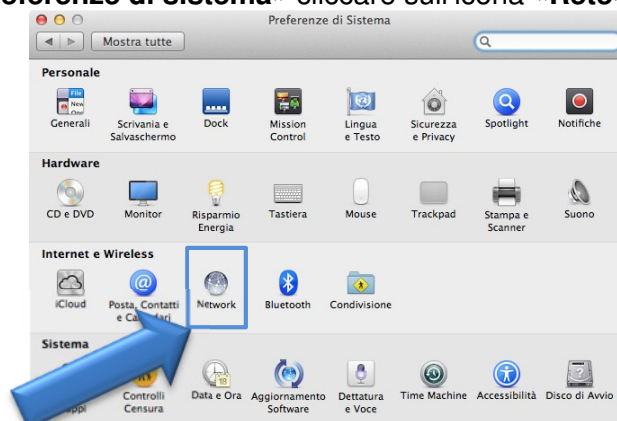 Preferenze di Sistema
Mostra tutte
Personale
Generali Scrivania e Salvaschermo Dock Mission Control Lingua e Testo Sicurezza e Privacy Spotlight Notifiche
Hardware
CD e DVD Monitor Risparmio Energia Tastiera Mouse Trackpad Stampa e Scanner Suono
Internet e Wireless
iCloud Posta, Contatti e Network Bluetooth Condivisione
Sistema
Controlli Censura Data e Ora Aggiornamento Software Dettatura e Voce Time Machine Accessibilità Disco di Avvio